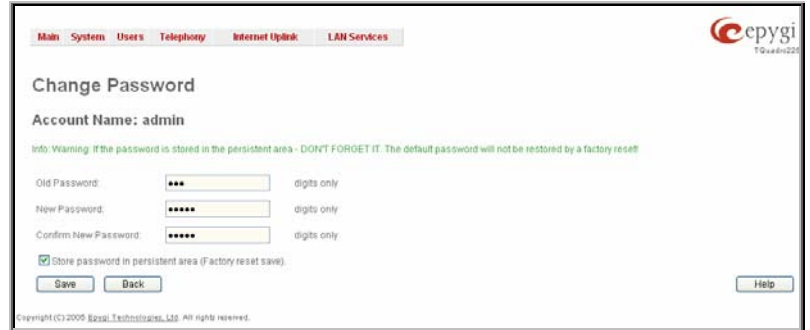 Main System Users Telephony Internet Uplink LAN Services
epygi
Change Password
Account Name: admin
Info: Warning: If the password is stored in the persistent area - DON'T FORGET IT. The default password will not be restored by a factory reset!
Old Password: ●●● digits only
New Password: ●●●●● digits only
Confirm New Password: ●●●●● digits only
Store password in persistent area (Factory reset save).
Save Back Help
Copyright (C) 2005 Epygi Technologies, Ltd. All rights reserved.